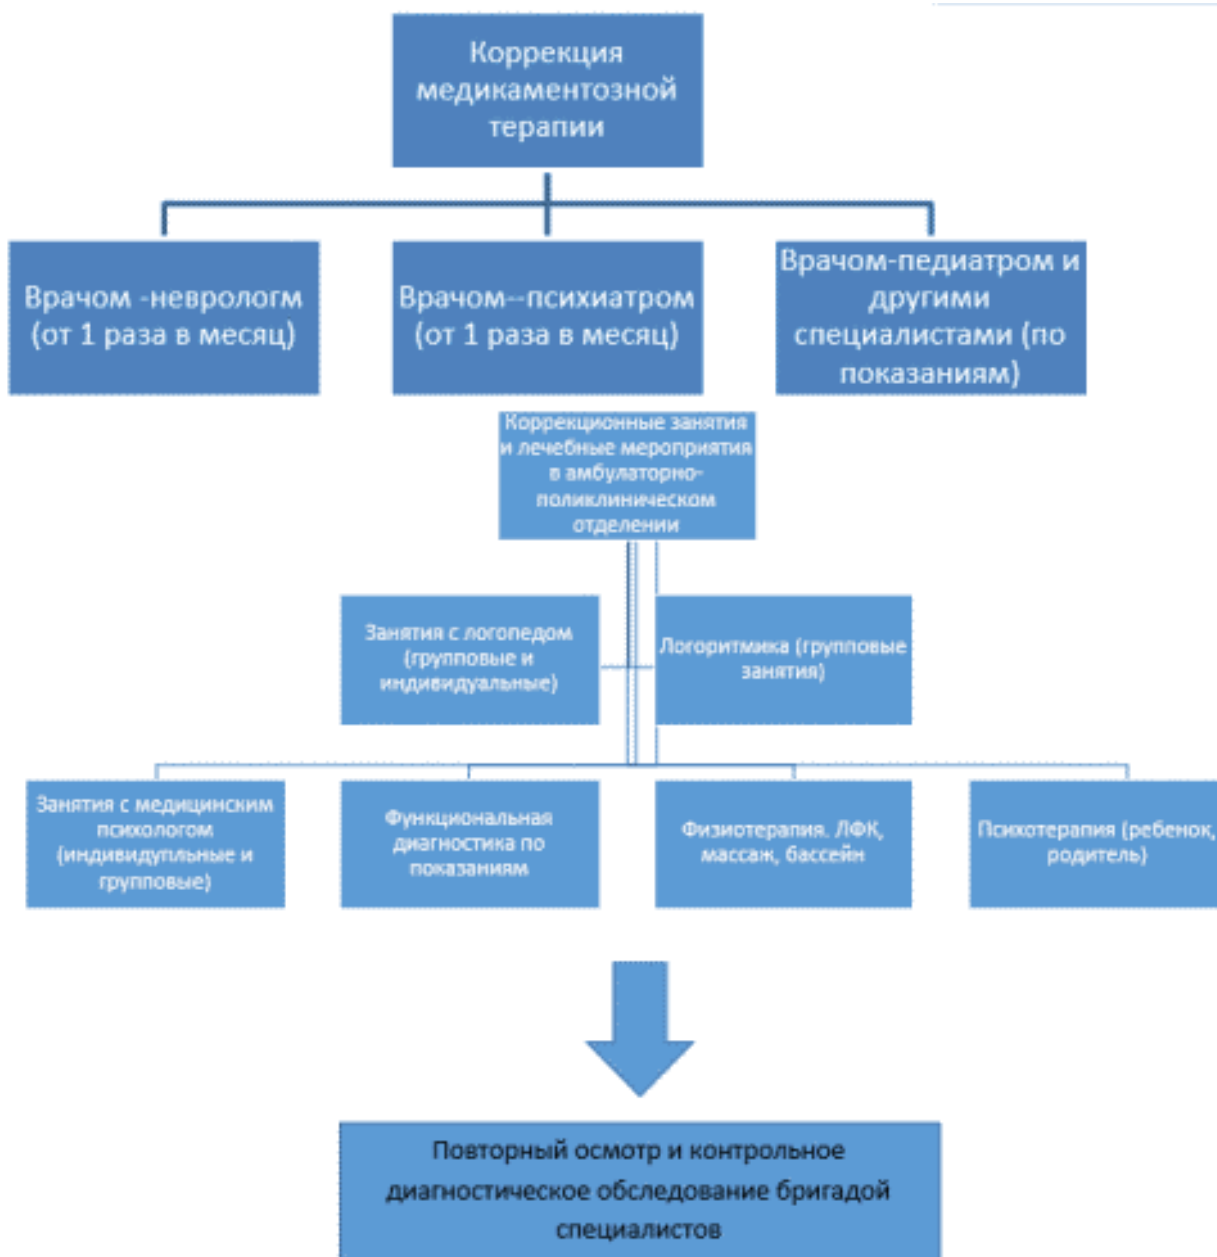 Коррекция
медикаментозной
терапии
Врачом -неврологм
(от 1 раза в месяц)
Врачом--психиатром
(от 1 раза в месяц)
Врачом-педиатром и
другими
специалистами (по
показаниям)
Коррекционные занятия
и лечебные мероприятия
в амбулаторно-
поликлиническом
отделении
Занятия с логопедом
(групповые и
индивидуальные)
Логоритмика (групповые
занятия)
Занятия с медицинским
психологом
(индивидупльные и
групповые)
Функциональная
диагностика по
показаниям
Физиотерапия. ЛФК,
массаж, бассейн
Психотерапия (ребенок,
родитель)
Повторный осмотр и контрольное
диагностическое обследование бригадой
специалистов